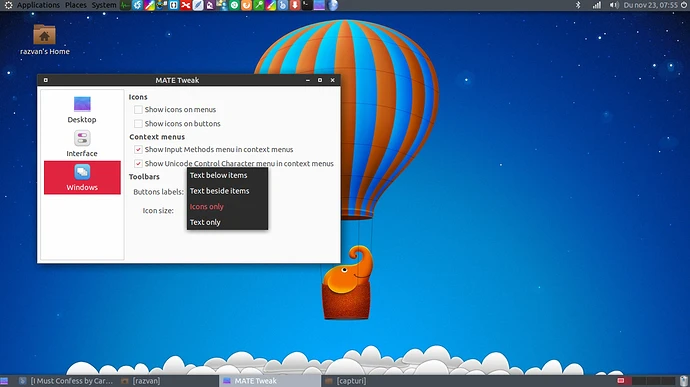 Applications Places System
Du nov 23, 07:55
razvan's Home
MATE Tweak
Desktop
Interface
Windows
Icons
Show icons on menus
Show icons on buttons
Context menus
Show Input Methods menu in context menus
Show Unicode Control Character menu in context menus
Toolbars
Buttons labels:
Icon size:
Text below items
Text beside items
Icons only
Text only
[I Must Confess by Car...
[razvan]
MATE Tweak
[capturi]